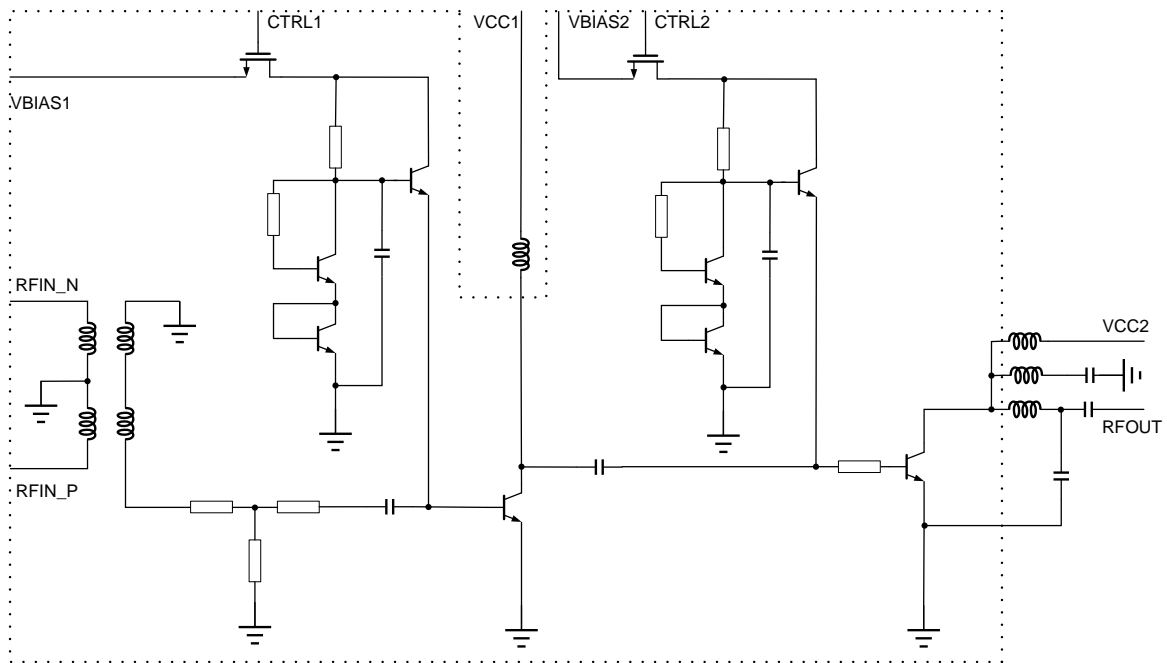 CTRL1
VCC1
VBIAS2
CTRL2
VBIAS1
RFIN_N
VCC2
RFOUT
RFIN_P